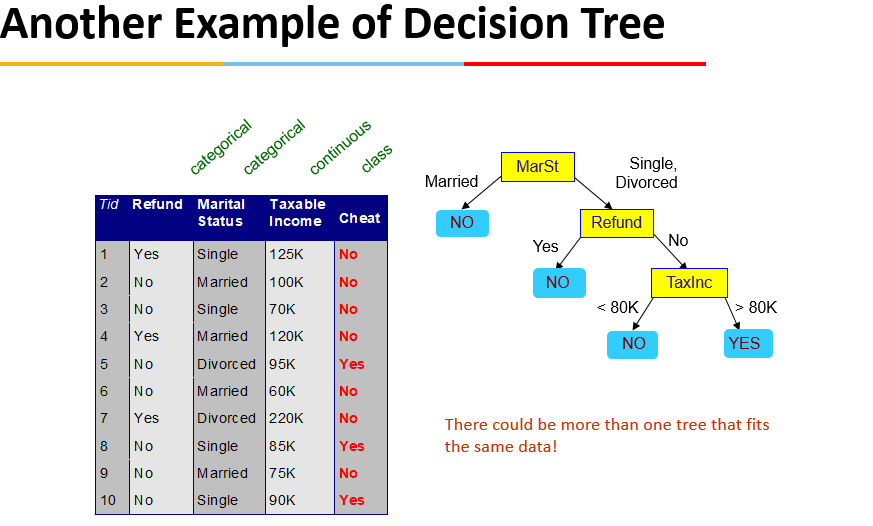 Another Example of Decision Tree
categorical
categorical
continuous
class
Tid Refund Marital Status Taxable Income Cheat
1 Yes Single 125K No
2 No Married 100K No
3 No Single 70K No
4 Yes Married 120K No
5 No Divorced 95K Yes
6 No Married 60K No
7 Yes Divorced 220K No
8 No Single 85K Yes
9 No Married 75K No
10 No Single 90K Yes
MarSt
Married
Single,
Divorced
NO
Refund
Yes
No
NO
TaxInc
< 80K
> 80K
NO
YES
There could be more than one tree that fits
the same data!